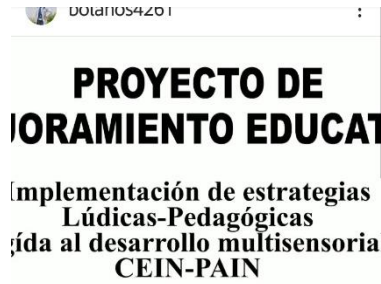 bolanos4261
PROYECTO DE
JORAMIENTO EDUCAT
Implementación de estrategias
Lúdicas-Pedagógicas
gída al desarrollo multisensoria
CEIN-PAIN